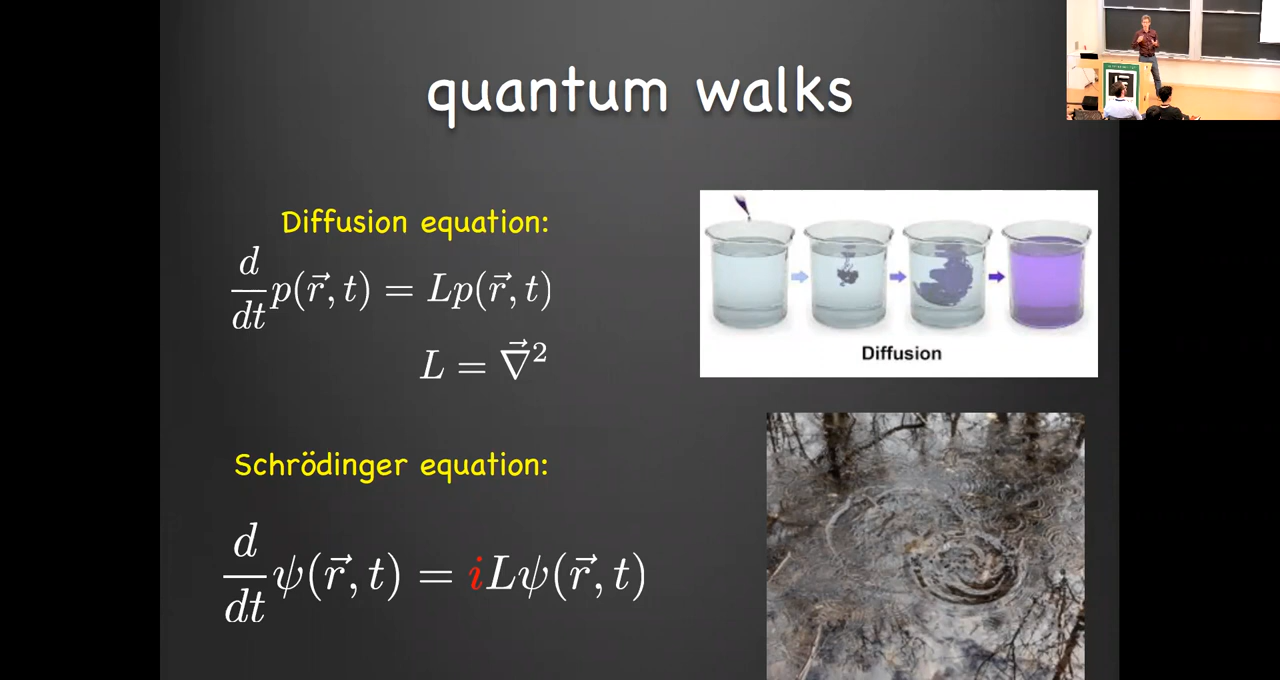 quantum walks
Diffusion equation:
d/dt p(r⃗, t) = Lp(r⃗, t)
L = ∇⃗²
Diffusion
Schrödinger equation:
d/dt ψ(r⃗, t) = iLψ(r⃗, t)